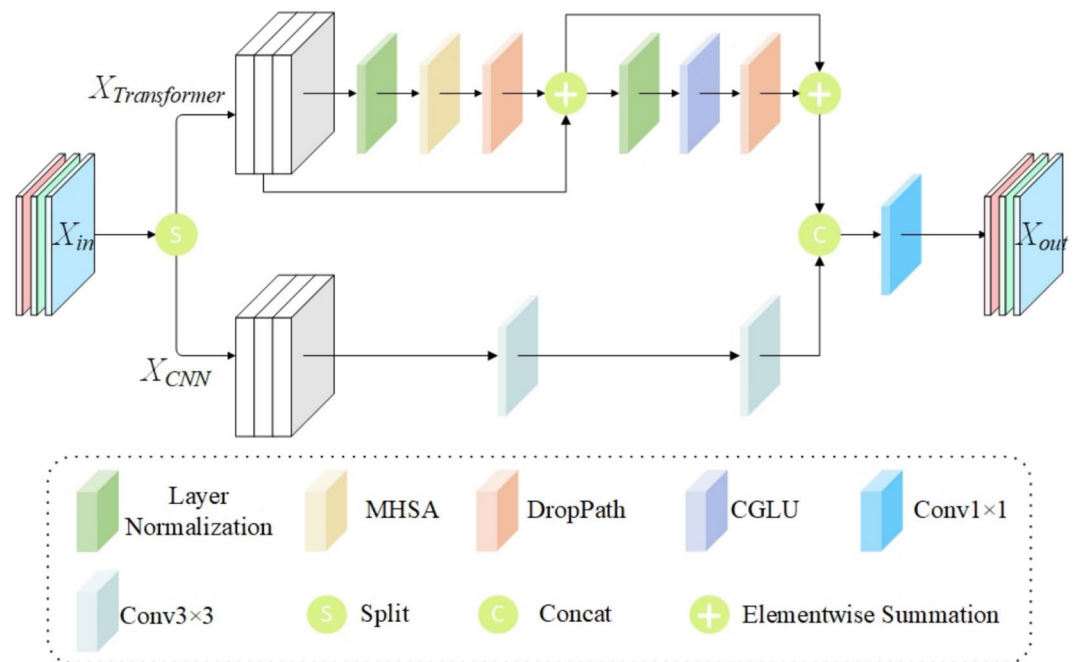 X_Transformer
X_in
S
C
X_out
X_CNN
Layer
Normalization
MHSA
DropPath
CGLU
Conv1×1
Conv3×3
S
Split
C
Concat
Elementwise Summation